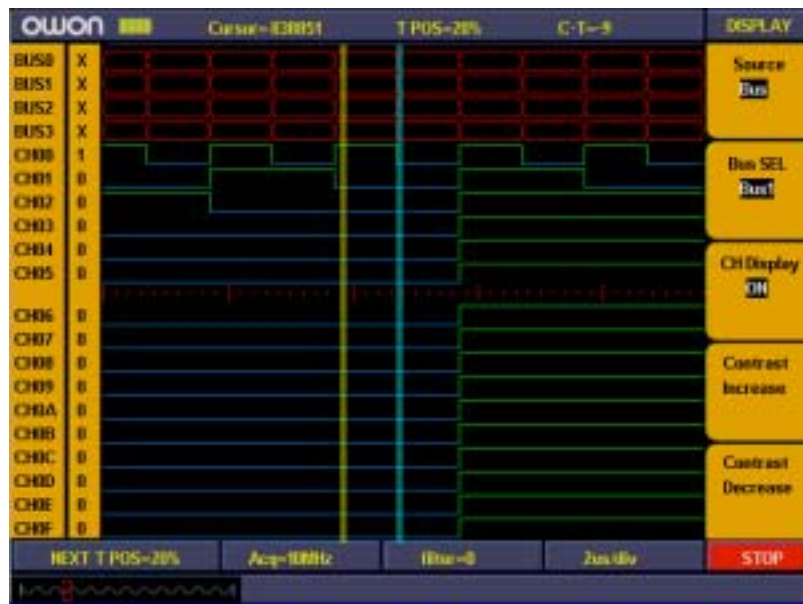 owon T POS=20% C-T=-9 DISPLAY
BUS0 X
BUS1 X
BUS2 X
BUS3 X
CH00 1
CH01 0
CH02 0
CH03 0
CH04 0
CH05 0
CH06 0
CH07 0
CH08 0
CH09 0
CH0A 0
CH0B 0
CH0C 0
CH0D 0
CH0E 0
CH0F 0
Source
Bus
Bus SEL
Bus1
CH Display
ON
Contrast
Increase
Contrast
Decrease
NEXT T POS=20% Acq=10MHz filter=0 2us/div STOP